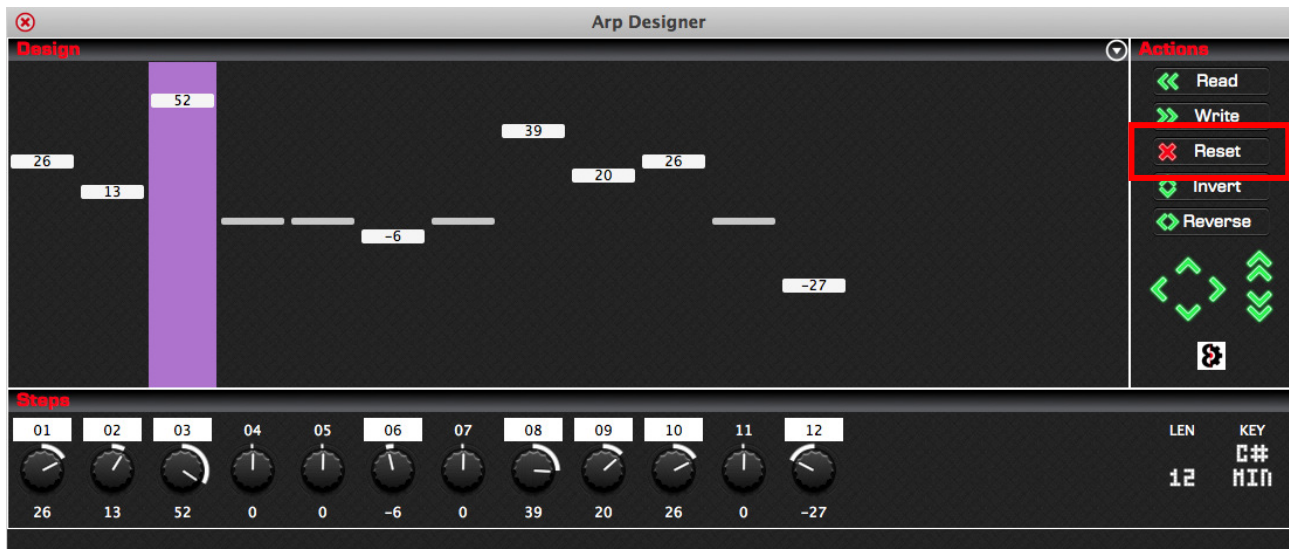 Arp Designer
Design
Actions
52
39
26
26
20
13
-6
-27
Read
Write
Reset
Invert
Reverse
Steps
01 02 03 04 05 06 07 08 09 10 11 12 LEN KEY
C#
12 MIN
26 13 52 0 0 -6 0 39 20 26 0 -27